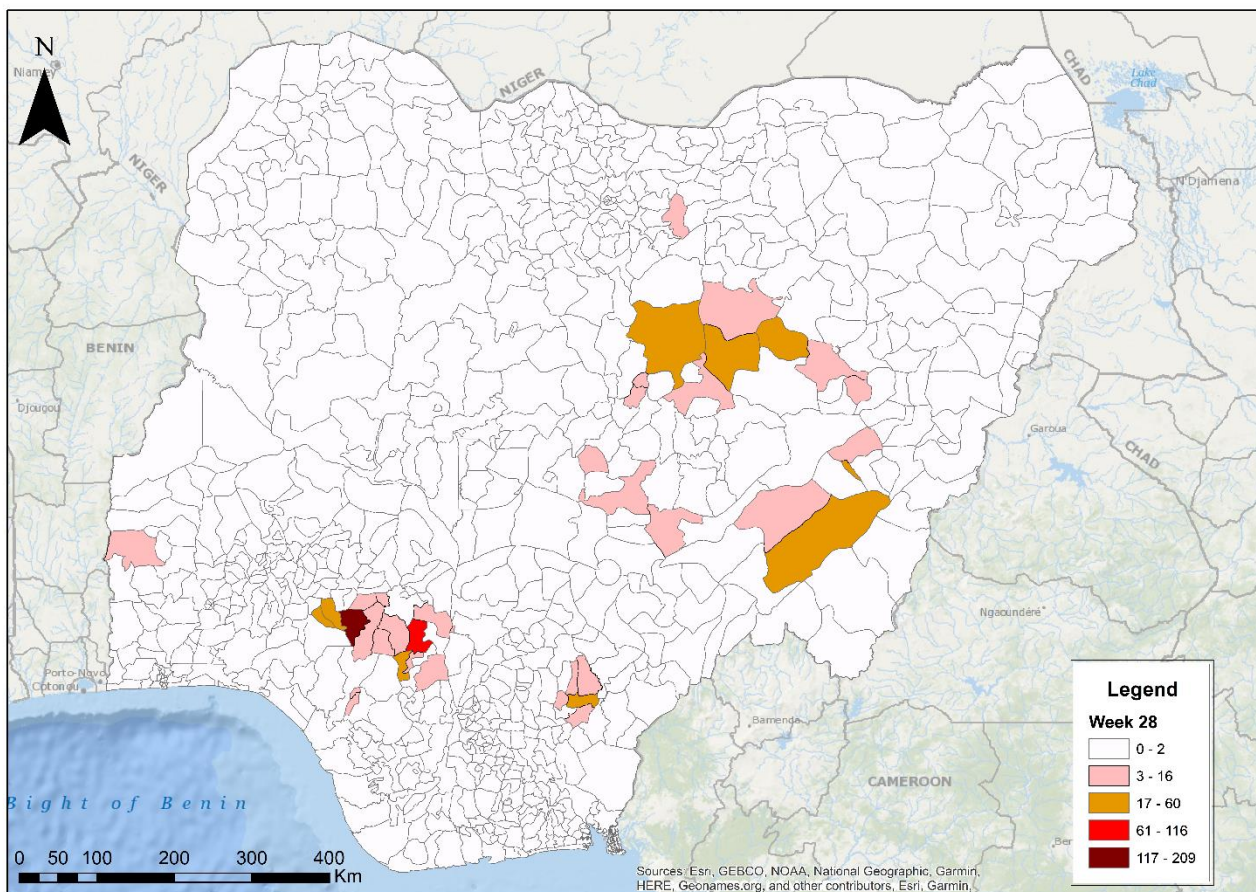 N
Niamey
NIGER
NIGER
CHAD
Lake
Chad
N'Djamena
BENIN
Djougou
Garoua
CHAD
Ngaoundéré
Porto-Novo
Cotonou
Bamenda
CAMEROON
Bight of Benin
0 50 100 200 300 400
Km
Legend
Week 28
0 - 2
3 - 16
17 - 60
61 - 116
117 - 209
Sources: Esri, GEBCO, NOAA, National Geographic, Garmin,
HERE, Geonames.org, and other contributors, Esri, Garmin,